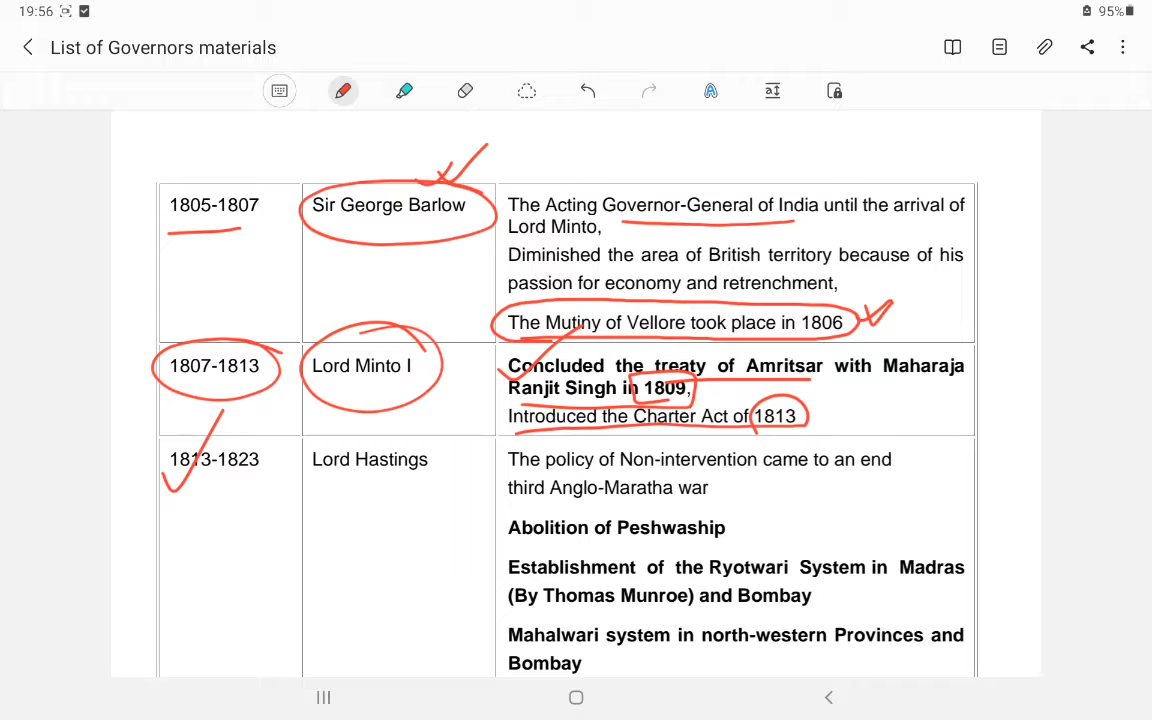 19:56
95%
List of Governors materials
1805-1807
Sir George Barlow
The Acting Governor-General of India until the arrival of
Lord Minto,
Diminished the area of British territory because of his
passion for economy and retrenchment,
The Mutiny of Vellore took place in 1806
1807-1813
Lord Minto I
Concluded the treaty of Amritsar with Maharaja
Ranjit Singh in 1809,
Introduced the Charter Act of 1813
1813-1823
Lord Hastings
The policy of Non-intervention came to an end
third Anglo-Maratha war
Abolition of Peshwaship
Establishment of the Ryotwari System in Madras
(By Thomas Munroe) and Bombay
Mahalwari system in north-western Provinces and
Bombay